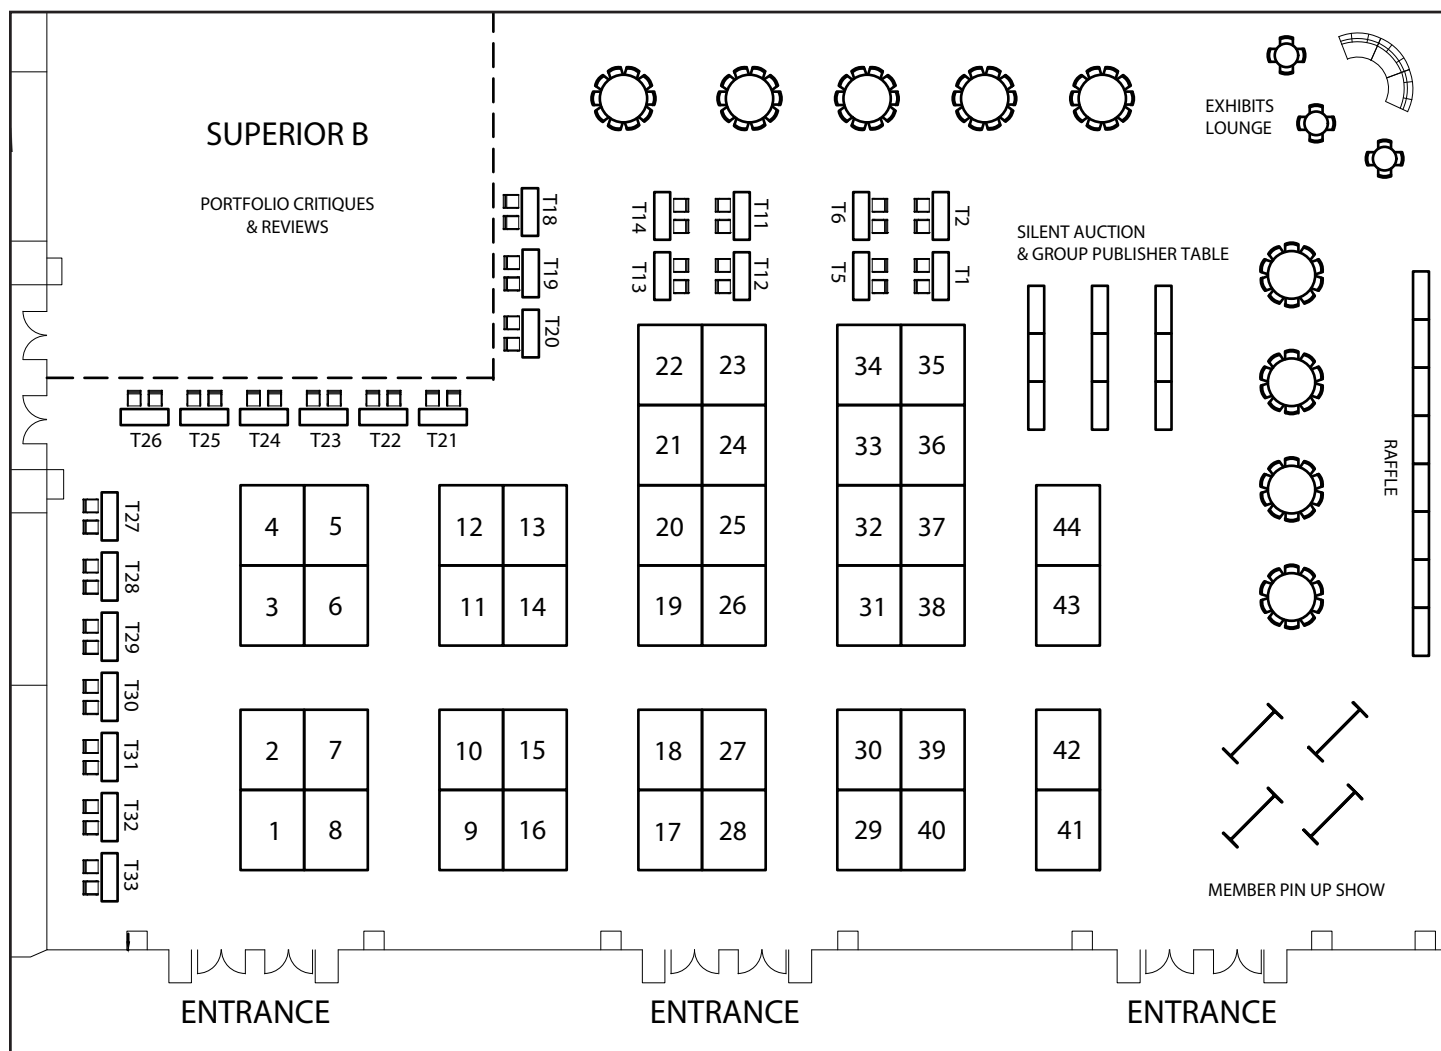 EXHIBITS
LOUNGE
SUPERIOR B
PORTFOLIO CRITIQUES
& REVIEWS
T18
T14
T11
T6
T2
SILENT AUCTION
& GROUP PUBLISHER TABLE
T19
T13
T12
T5
T1
T20
22 23 34 35
T26 T25 T24 T23 T22 T21
21 24 33 36
RAFFLE
T27
4 5 12 13 20 25 32 37 44
T28
3 6 11 14 19 26 31 38 43
T29
T30
2 7 10 15 18 27 30 39 42
T31
T32
1 8 9 16 17 28 29 40 41
T33
MEMBER PIN UP SHOW
ENTRANCE ENTRANCE ENTRANCE